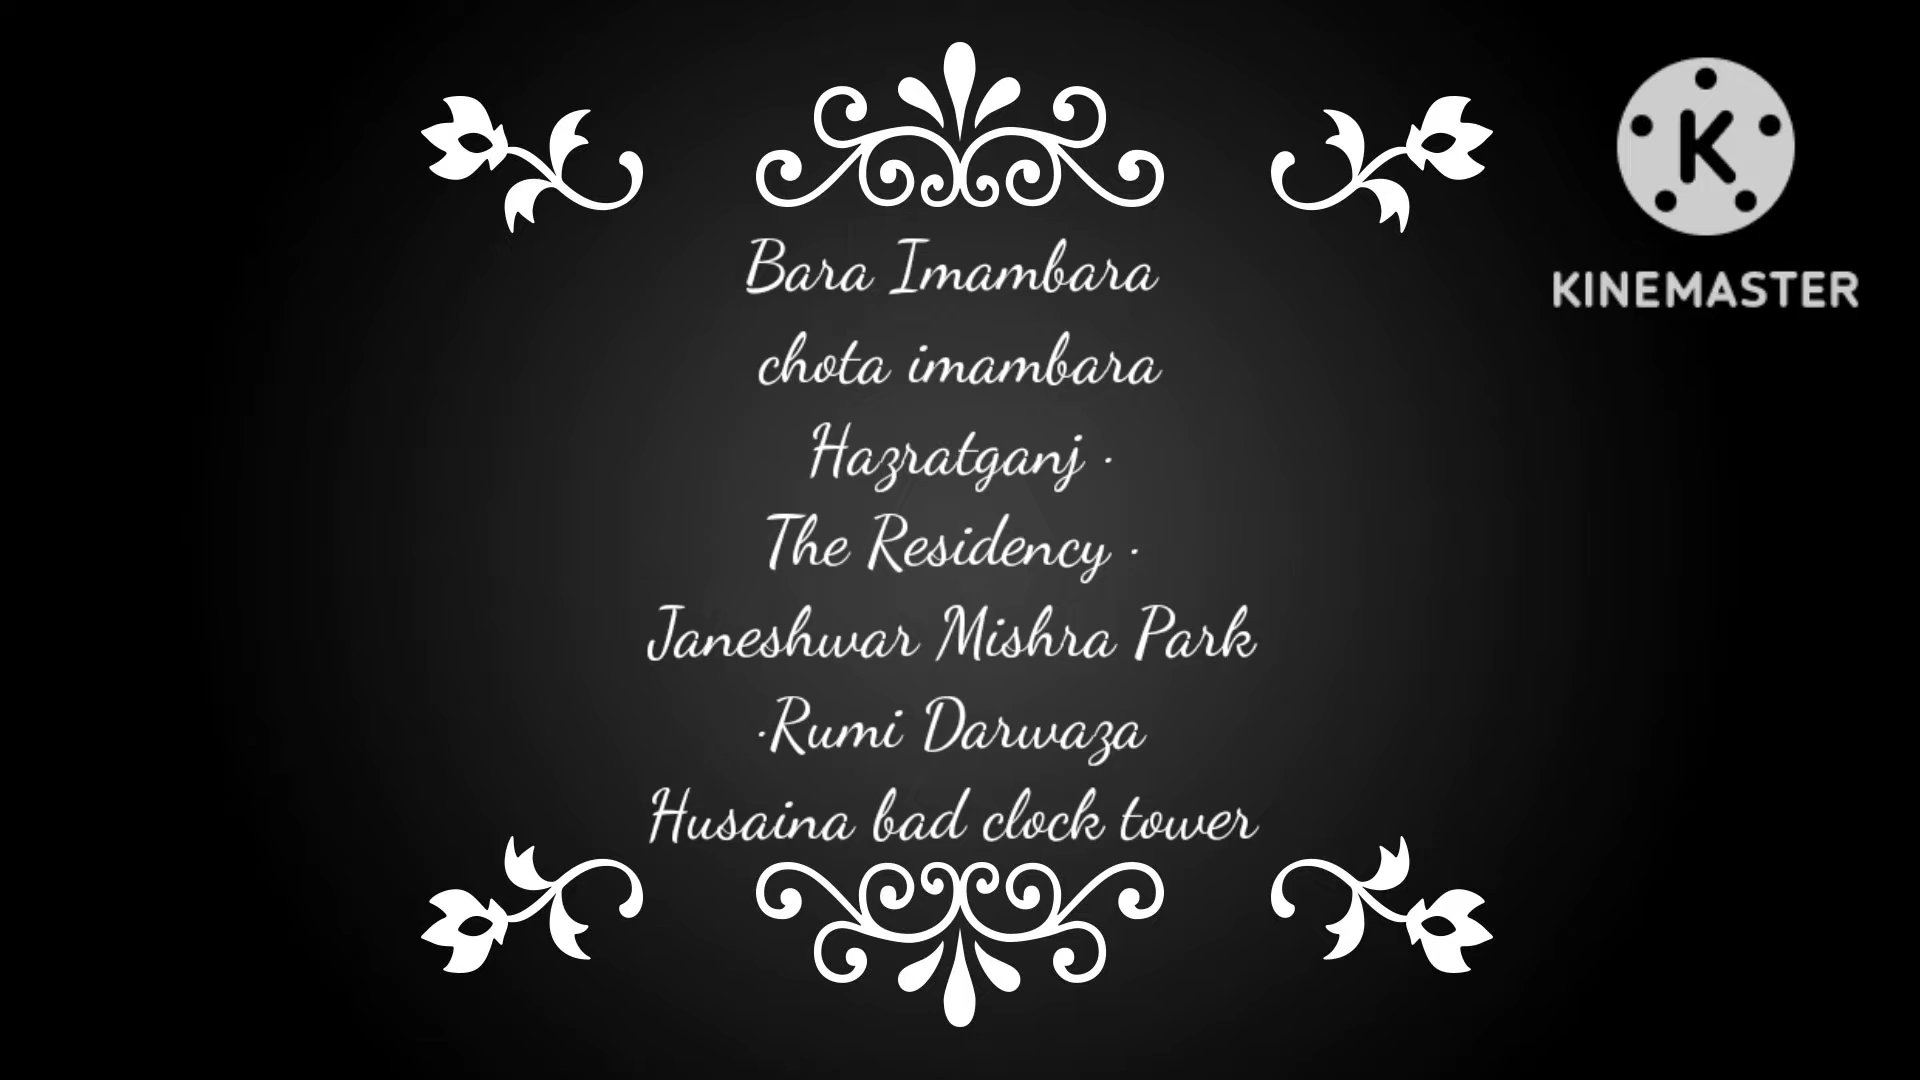 Bara Imambara
chota imambara
Hazratganj ·
The Residency ·
Janeshwar Mishra Park
·Rumi Darwaza
Husaina bad clock tower
K
KINEMASTER